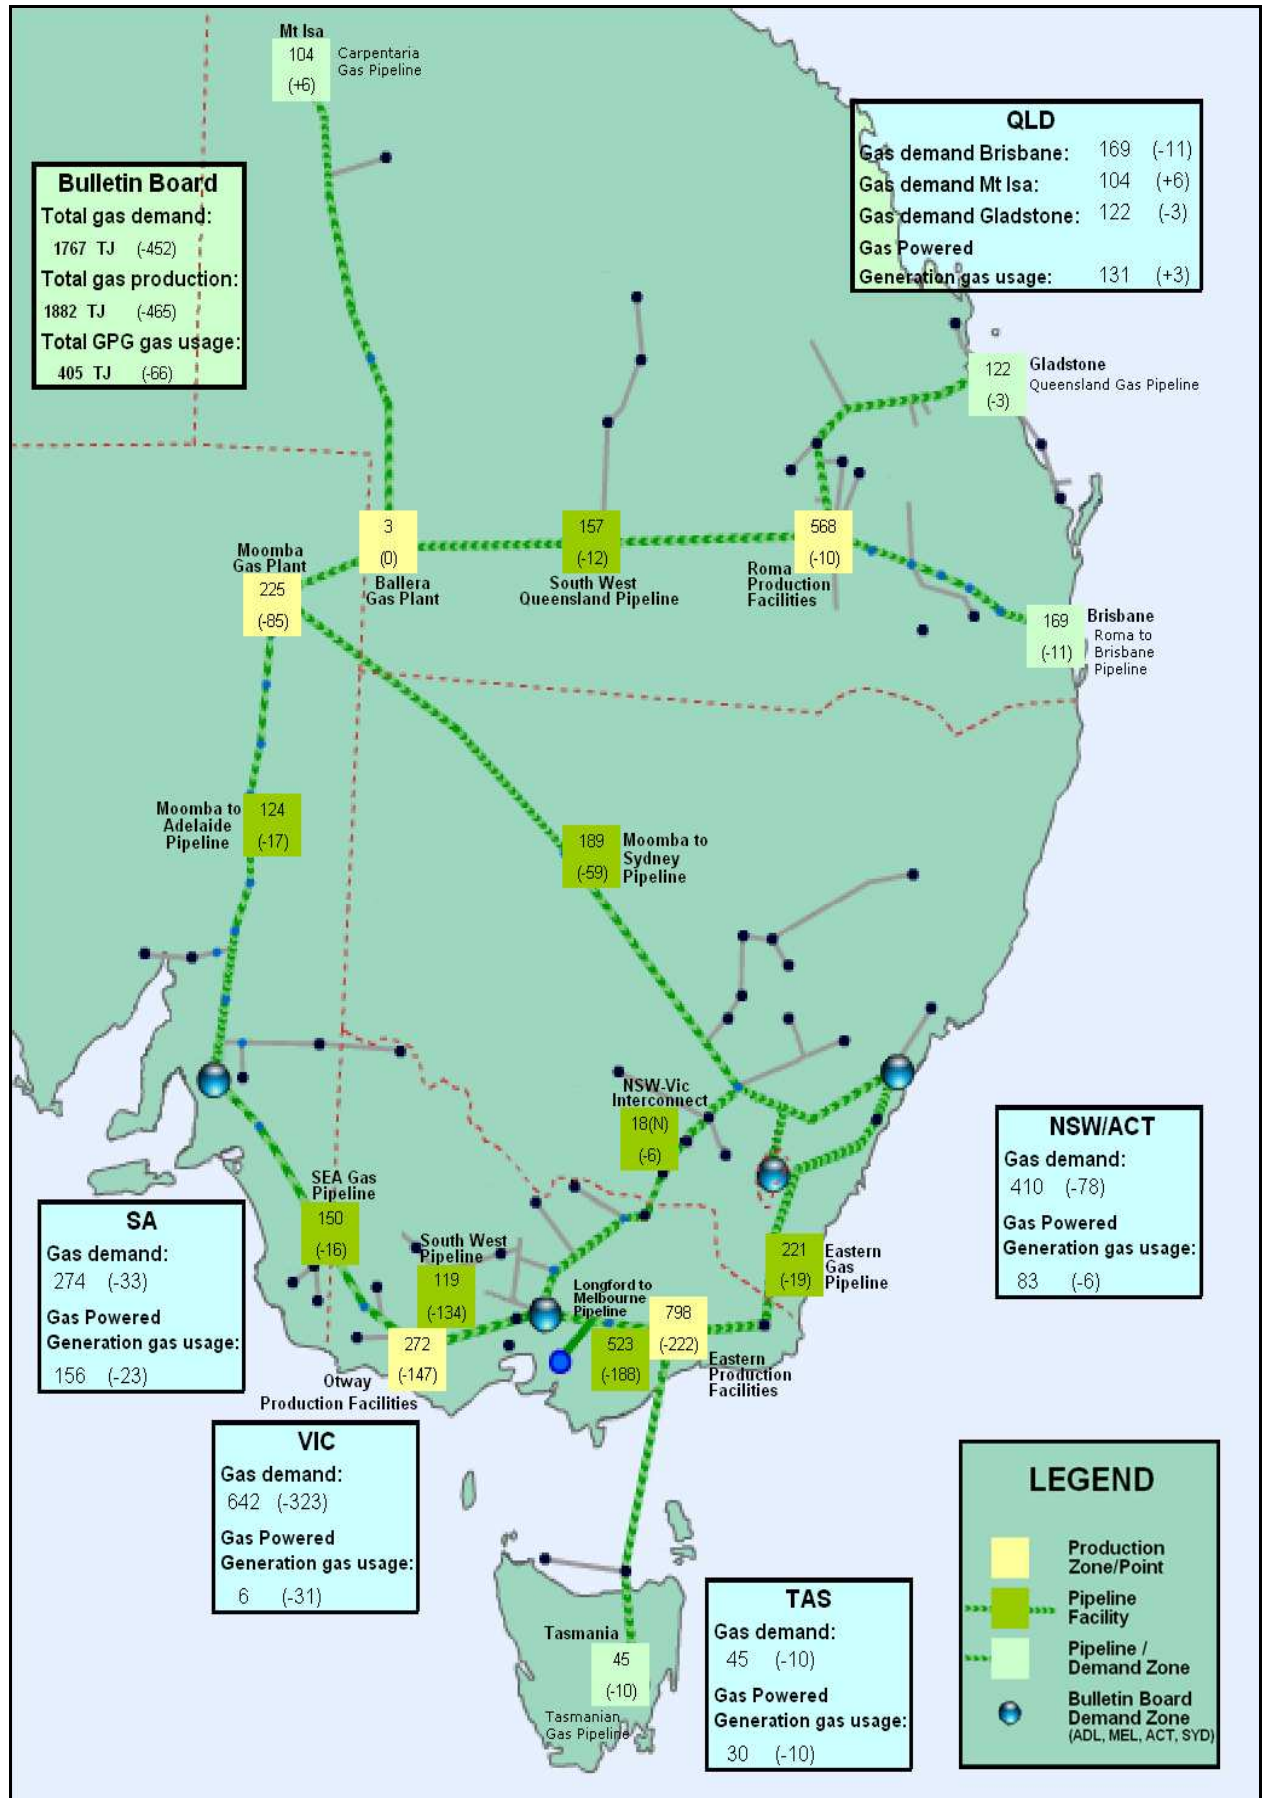 Mt Isa
104
(+6)
Carpentaria
Gas Pipeline
Bulletin Board
Total gas demand:
1767 TJ (-452)
Total gas production:
1882 TJ (-465)
Total GPG gas usage:
405 TJ (-66)
QLD
Gas demand Brisbane: 169 (-11)
Gas demand Mt Isa: 104 (+6)
Gas demand Gladstone: 122 (-3)
Gas Powered
Generation gas usage: 131 (+3)
122
(-3)
Gladstone
Queensland Gas Pipeline
Moomba
Gas Plant
225
(-85)
3
(0)
Ballera
Gas Plant
157
(-12)
South West
Queensland Pipeline
568
(-10)
Roma
Production
Facilities
169
(-11)
Brisbane
Roma to
Brisbane
Pipeline
Moomba to
Adelaide
Pipeline
124
(-17)
189
(-59)
Moomba to
Sydney
Pipeline
NSW-Vic
Interconnect
18(N)
(-6)
NSW/ACT
Gas demand:
410 (-78)
Gas Powered
Generation gas usage:
83 (-6)
SEA Gas
Pipeline
150
(-16)
South West
Pipeline
119
(-134)
Longford to
Melbourne
Pipeline
523
(-188)
798
(-222)
Eastern
Production
Facilities
221
(-19)
Eastern
Gas
Pipeline
272
(-147)
Otway
Production Facilities
SA
Gas demand:
274 (-33)
Gas Powered
Generation gas usage:
156 (-23)
VIC
Gas demand:
642 (-323)
Gas Powered
Generation gas usage:
6 (-31)
Tasmania
45
(-10)
Tasmanian
Gas Pipeline
TAS
Gas demand:
45 (-10)
Gas Powered
Generation gas usage:
30 (-10)
LEGEND
Production
Zone/Point
Pipeline
Facility
Pipeline /
Demand Zone
Bulletin Board
Demand Zone
(ADL, MEL, ACT, SYD)